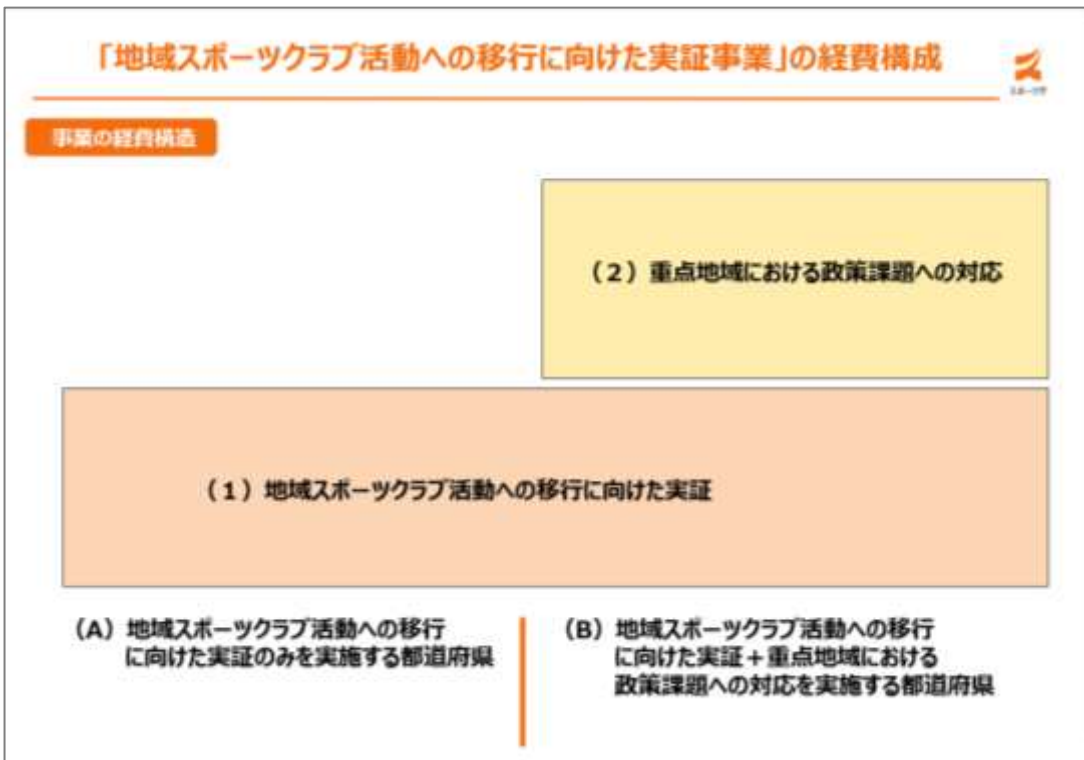 「地域スポーツクラブ活動への移行に向けた実証事業」の経費構成
スポーツ庁
事業の経費構造
（２）重点地域における政策課題への対応
（１）地域スポーツクラブ活動への移行に向けた実証
（A）地域スポーツクラブ活動への移行
に向けた実証のみを実施する都道府県
（B）地域スポーツクラブ活動への移行
に向けた実証＋重点地域における
政策課題への対応を実施する都道府県